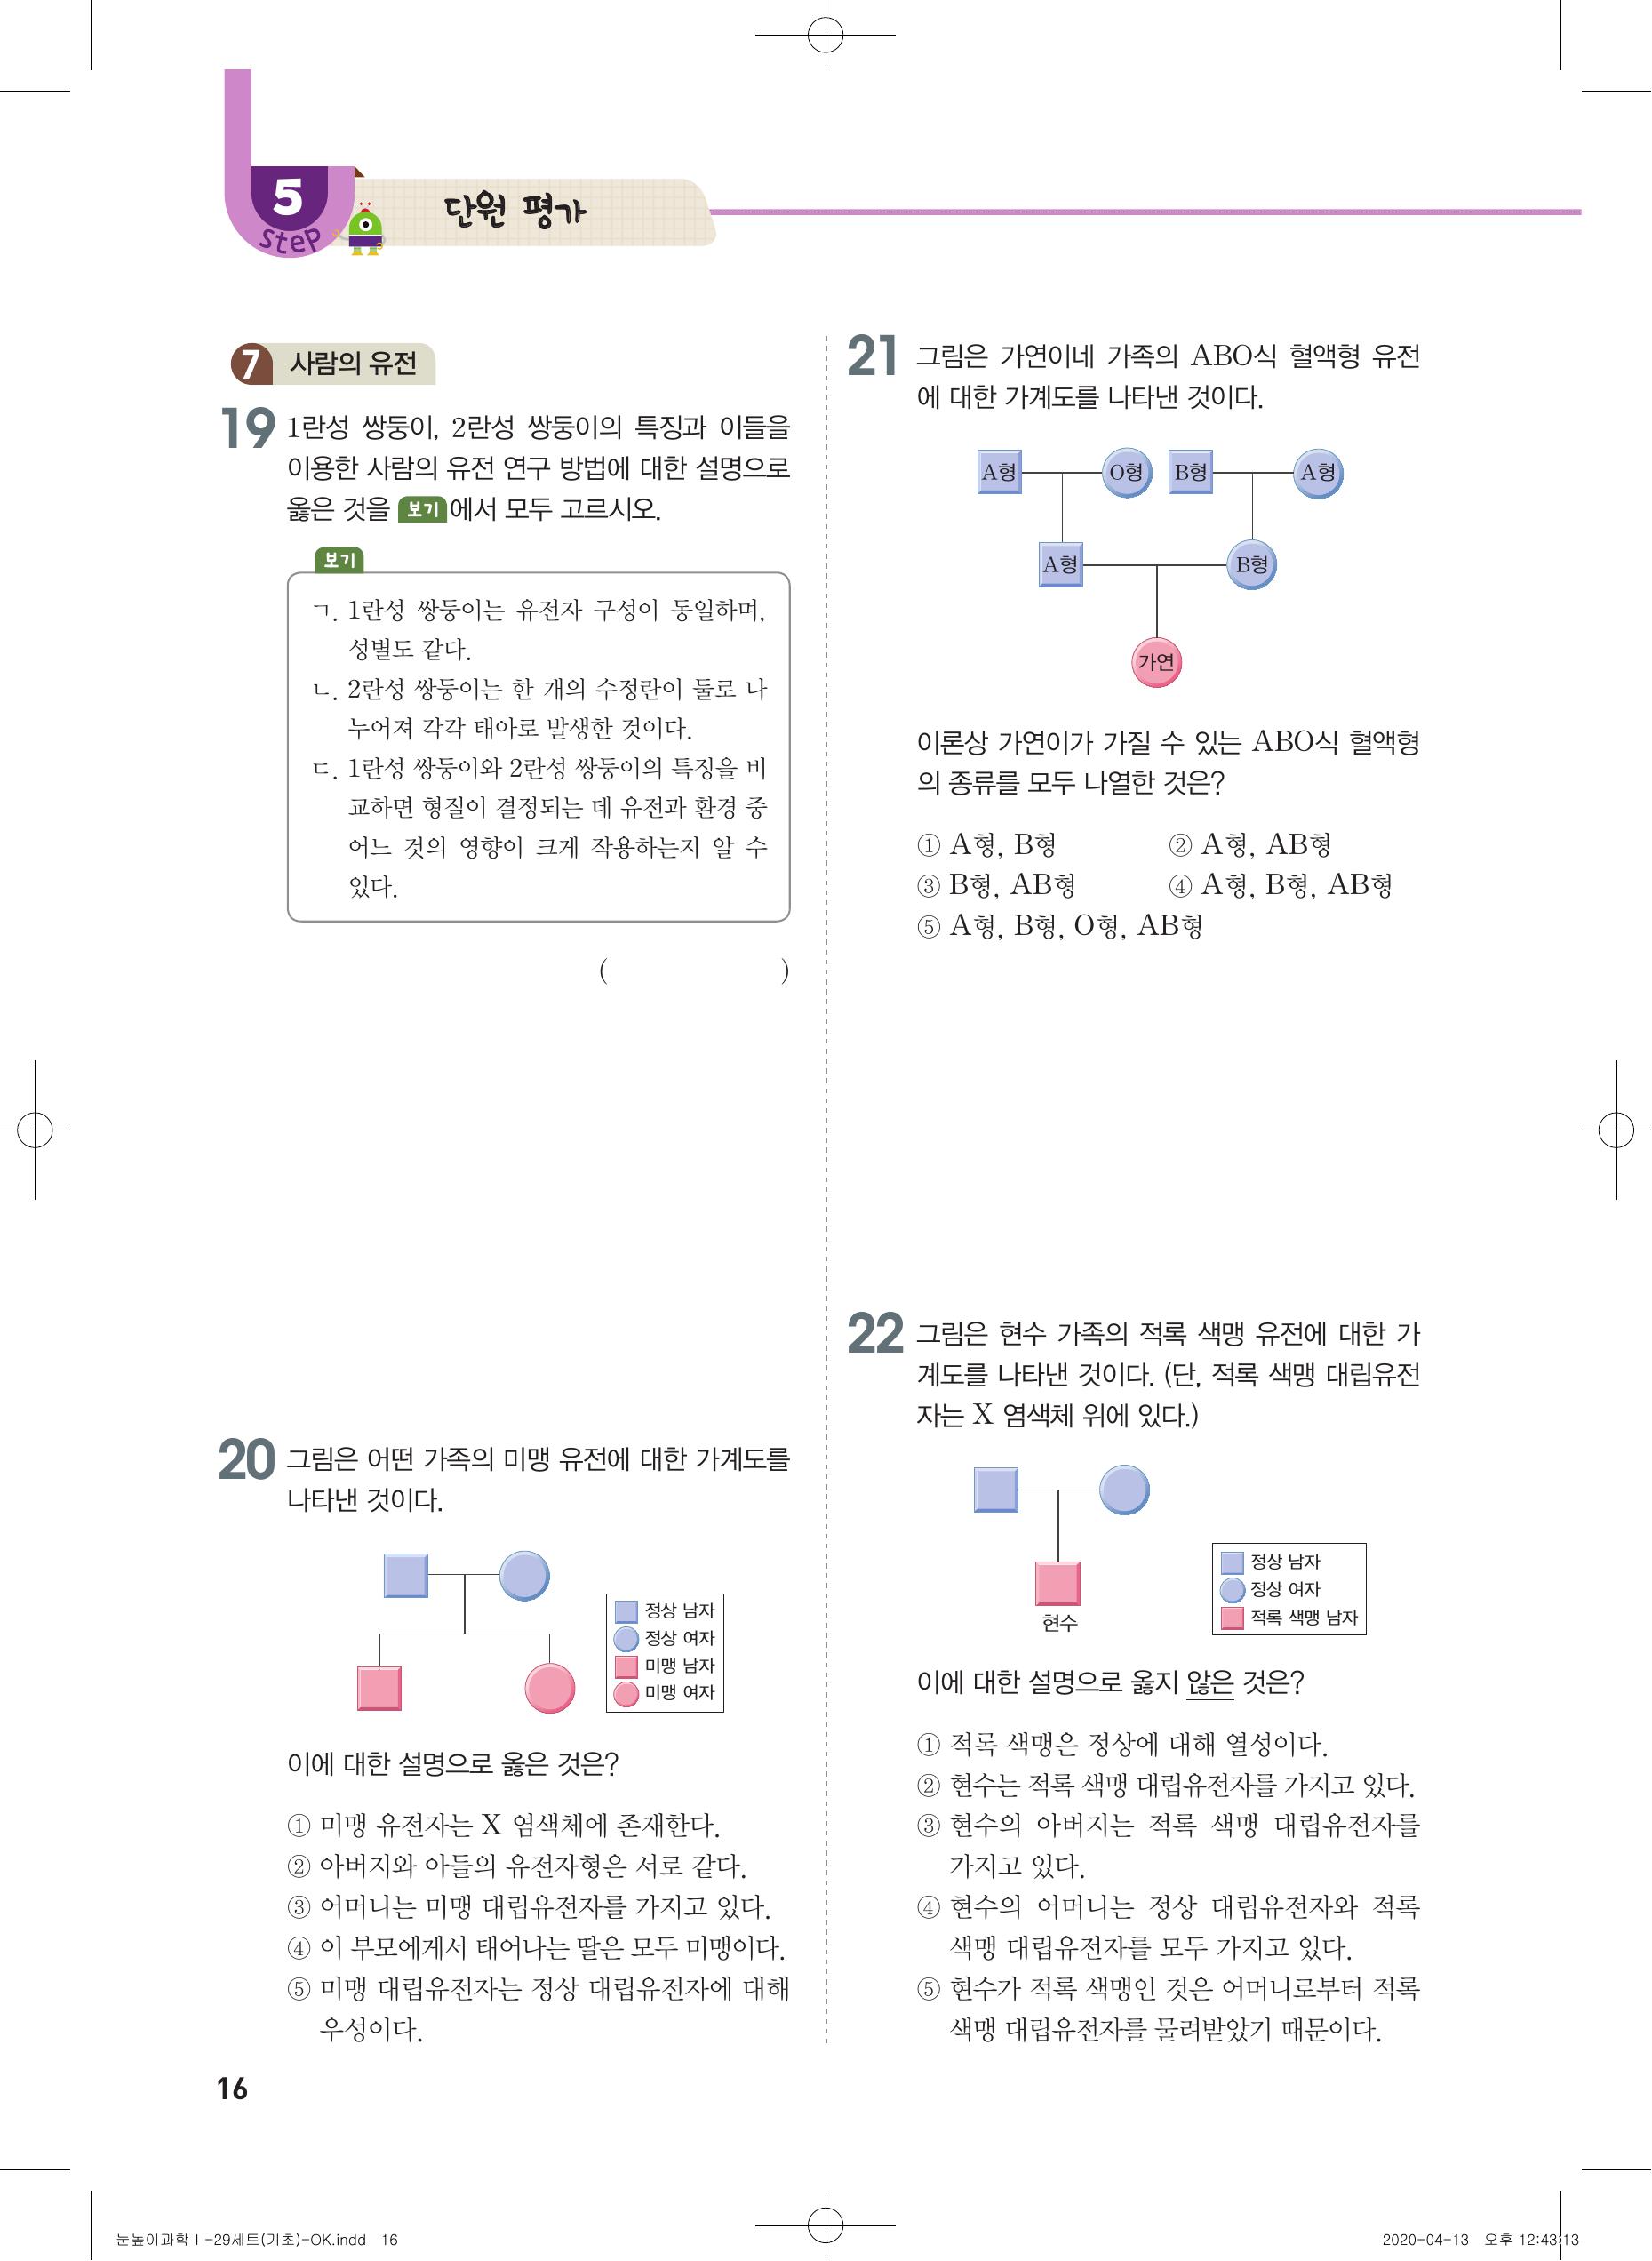 5
step
단원 평가
7 사람의 유전
19 1란성 쌍둥이, 2란성 쌍둥이의 특징과 이들을
이용한 사람의 유전 연구 방법에 대한 설명으로
옳은 것을 보기 에서 모두 고르시오.
보기
ㄱ. 1란성 쌍둥이는 유전자 구성이 동일하며,
성별도 같다.
ㄴ. 2란성 쌍둥이는 한 개의 수정란이 둘로 나
누어져 각각 태아로 발생한 것이다.
ㄷ. 1란성 쌍둥이와 2란성 쌍둥이의 특징을 비
교하면 형질이 결정되는 데 유전과 환경 중
어느 것의 영향이 크게 작용하는지 알 수
있다.
( )
20 그림은 어떤 가족의 미맹 유전에 대한 가계도를
나타낸 것이다.
정상 남자
정상 여자
미맹 남자
미맹 여자
이에 대한 설명으로 옳은 것은?
① 미맹 유전자는 X 염색체에 존재한다.
② 아버지와 아들의 유전자형은 서로 같다.
③ 어머니는 미맹 대립유전자를 가지고 있다.
④ 이 부모에게서 태어나는 딸은 모두 미맹이다.
⑤ 미맹 대립유전자는 정상 대립유전자에 대해
우성이다.
21 그림은 가연이네 가족의 ABO식 혈액형 유전
에 대한 가계도를 나타낸 것이다.
A형 O형 B형 A형
A형 B형
가연
이론상 가연이가 가질 수 있는 ABO식 혈액형
의 종류를 모두 나열한 것은?
① A형, B형 ② A형, AB형
③ B형, AB형 ④ A형, B형, AB형
⑤ A형, B형, O형, AB형
22 그림은 현수 가족의 적록 색맹 유전에 대한 가
계도를 나타낸 것이다. (단, 적록 색맹 대립유전
자는 X 염색체 위에 있다.)
현수
정상 남자
정상 여자
적록 색맹 남자
이에 대한 설명으로 옳지 않은 것은?
① 적록 색맹은 정상에 대해 열성이다.
② 현수는 적록 색맹 대립유전자를 가지고 있다.
③ 현수의 아버지는 적록 색맹 대립유전자를
가지고 있다.
④ 현수의 어머니는 정상 대립유전자와 적록
색맹 대립유전자를 모두 가지고 있다.
⑤ 현수가 적록 색맹인 것은 어머니로부터 적록
색맹 대립유전자를 물려받았기 때문이다.
16
눈높이과학Ⅰ-29세트(기초)-OK.indd 16
2020-04-13 오후 12:43:13